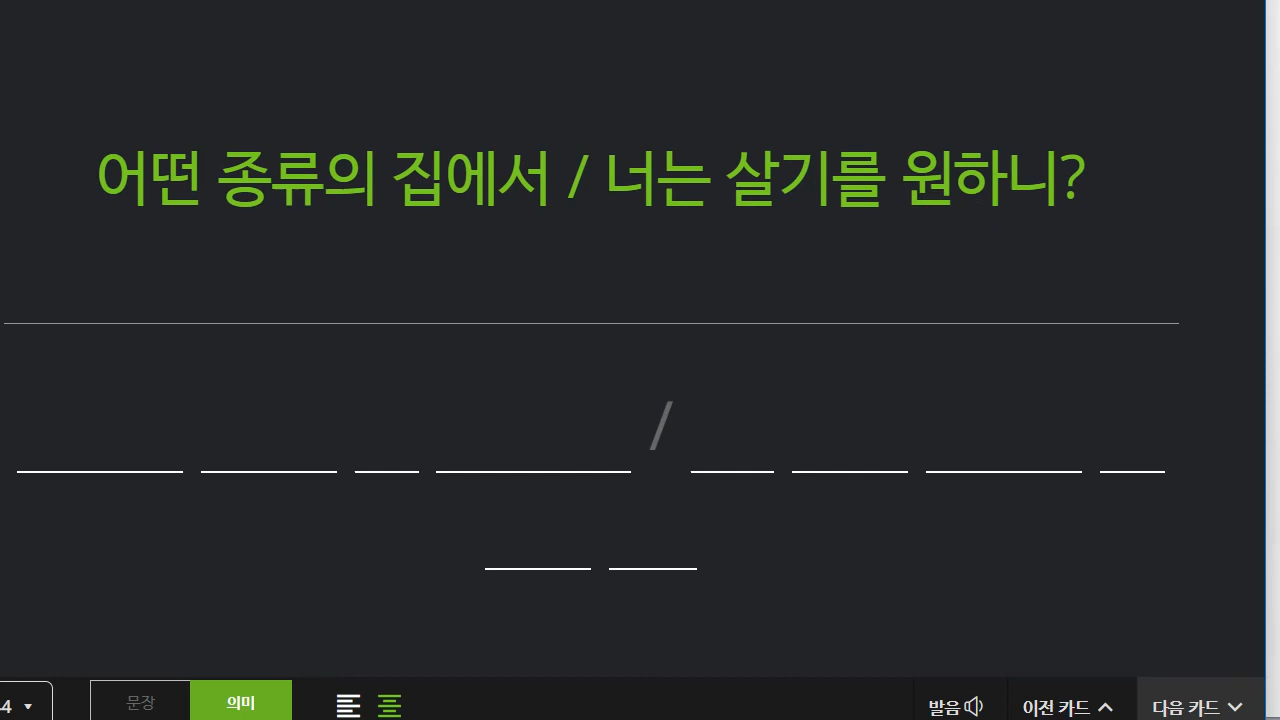 어떤 종류의 집에서 / 너는 살기를 원하니?
/
4 문장 의미 발음 이전 카드 다음 카드